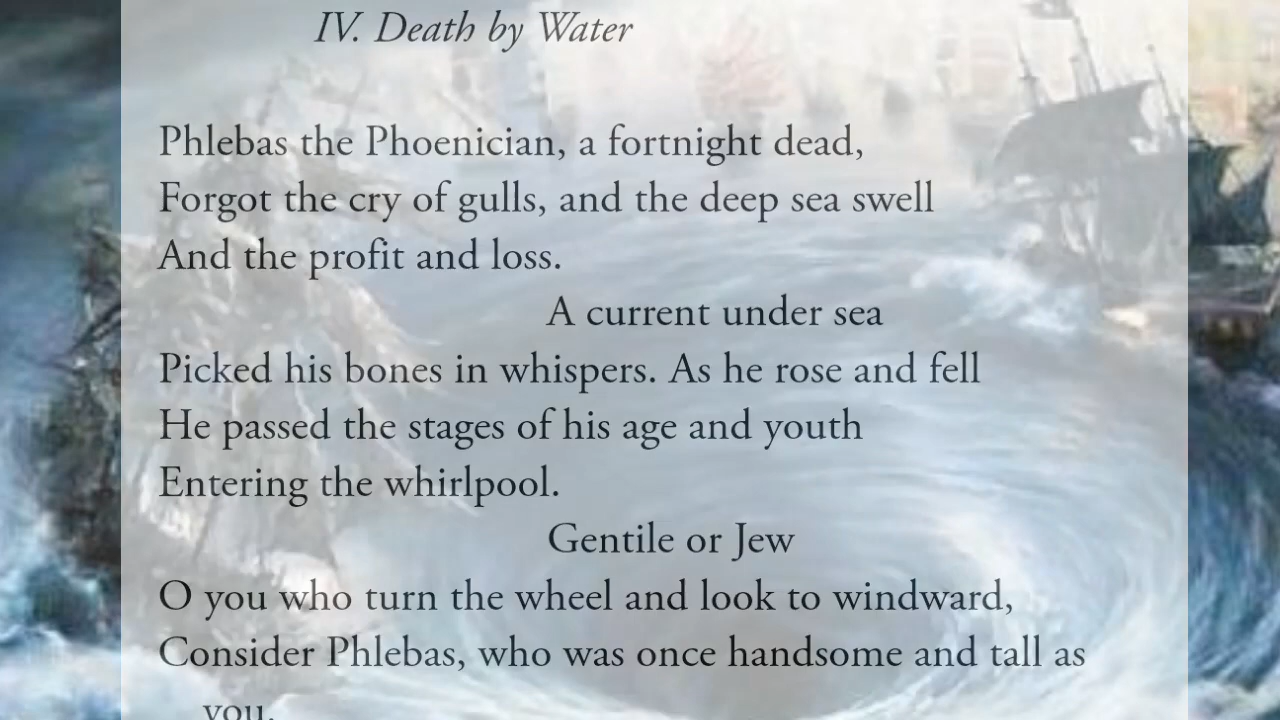 IV. Death by Water
Phlebas the Phoenician, a fortnight dead,
Forgot the cry of gulls, and the deep sea swell
And the profit and loss.
A current under sea
Picked his bones in whispers. As he rose and fell
He passed the stages of his age and youth
Entering the whirlpool.
Gentile or Jew
O you who turn the wheel and look to windward,
Consider Phlebas, who was once handsome and tall as
you.